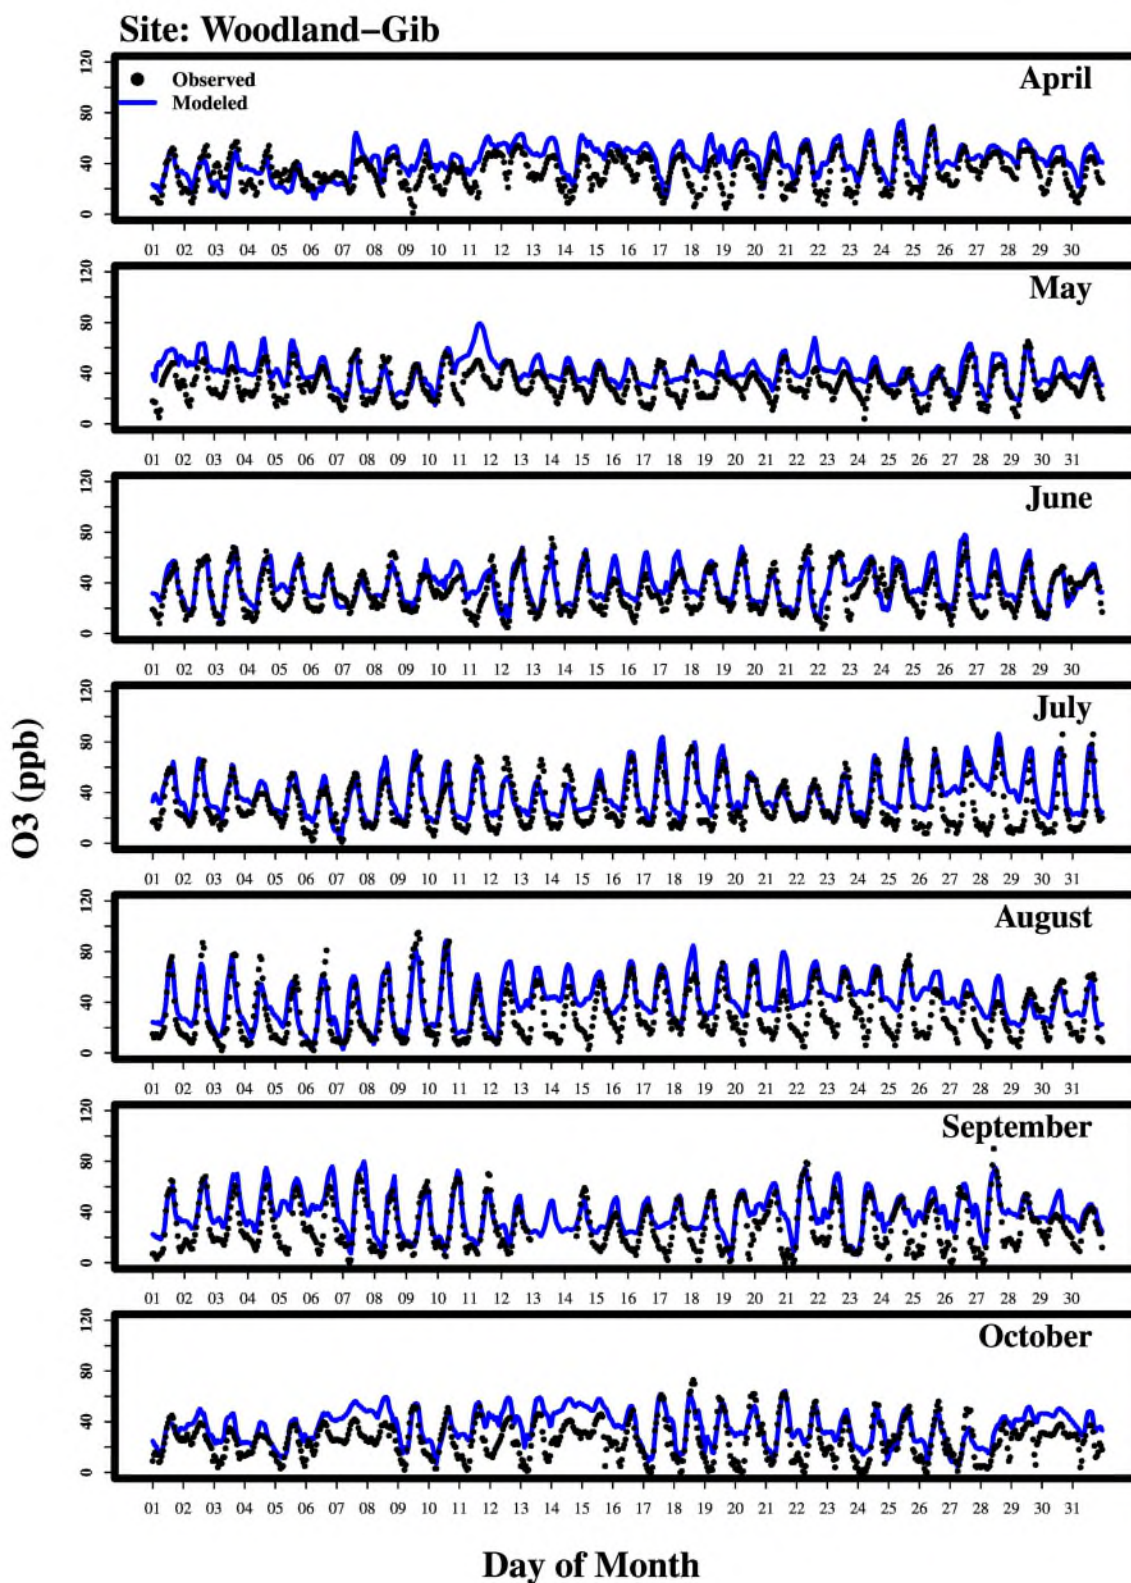 Site: Woodland–Gib
120
80
40
0
Observed
Modeled
April
01 02 03 04 05 06 07 08 09 10 11 12 13 14 15 16 17 18 19 20 21 22 23 24 25 26 27 28 29 30
120
80
40
0
May
01 02 03 04 05 06 07 08 09 10 11 12 13 14 15 16 17 18 19 20 21 22 23 24 25 26 27 28 29 30 31
120
80
40
0
June
01 02 03 04 05 06 07 08 09 10 11 12 13 14 15 16 17 18 19 20 21 22 23 24 25 26 27 28 29 30
120
80
40
0
July
01 02 03 04 05 06 07 08 09 10 11 12 13 14 15 16 17 18 19 20 21 22 23 24 25 26 27 28 29 30 31
120
80
40
0
August
01 02 03 04 05 06 07 08 09 10 11 12 13 14 15 16 17 18 19 20 21 22 23 24 25 26 27 28 29 30 31
120
80
40
0
September
01 02 03 04 05 06 07 08 09 10 11 12 13 14 15 16 17 18 19 20 21 22 23 24 25 26 27 28 29 30
120
80
40
0
October
01 02 03 04 05 06 07 08 09 10 11 12 13 14 15 16 17 18 19 20 21 22 23 24 25 26 27 28 29 30 31
O3 (ppb)
Day of Month